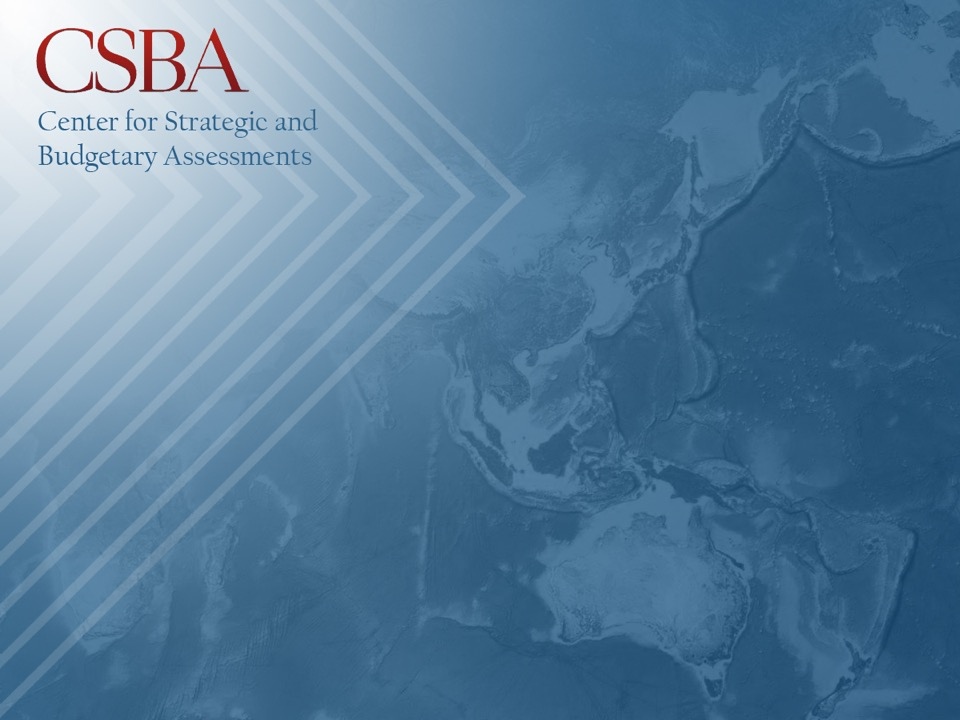 CSBA
Center for Strategic and
Budgetary Assessments